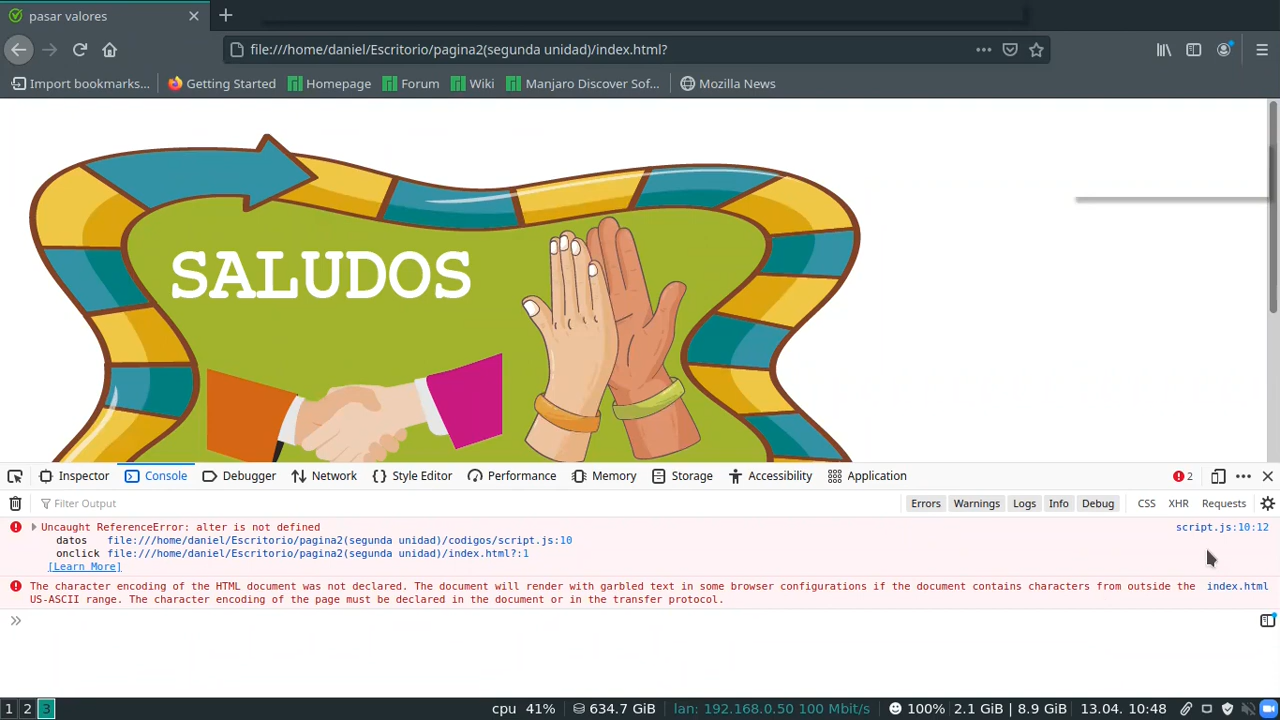 pasar valores
file:///home/daniel/Escritorio/pagina2(segunda unidad)/index.html?
Import bookmarks... Getting Started Homepage Forum Wiki Manjaro Discover Sof... Mozilla News
SALUDOS
Inspector Console Debugger Network Style Editor Performance Memory Storage Accessibility Application 2
Filter Output Errors Warnings Logs Info Debug CSS XHR Requests
Uncaught ReferenceError: alter is not defined script.js:10:12
datos file:///home/daniel/Escritorio/pagina2(segunda unidad)/codigos/script.js:10
onclick file:///home/daniel/Escritorio/pagina2(segunda unidad)/index.html?:1
[Learn More]
The character encoding of the HTML document was not declared. The document will render with garbled text in some browser configurations if the document contains characters from outside the index.html
US-ASCII range. The character encoding of the page must be declared in the document or in the transfer protocol.
1 2 3 cpu 41% 634.7 GiB lan: 192.168.0.50 100 Mbit/s 100% 2.1 GiB | 8.9 GiB 13.04. 10:48